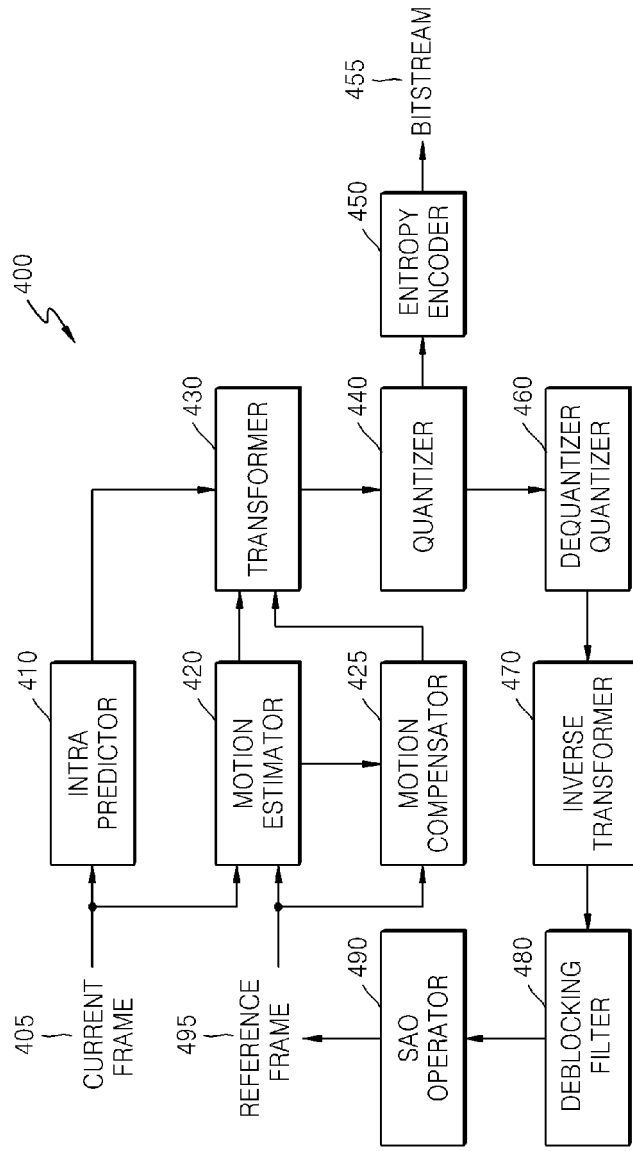 400
405
CURRENT
FRAME
410
INTRA
PREDICTOR
495
REFERENCE
FRAME
420
MOTION
ESTIMATOR
430
TRANSFORMER
490
SAO
OPERATOR
425
MOTION
COMPENSATOR
440
QUANTIZER
450
ENTROPY
ENCODER
455
BITSTREAM
480
DEBLOCKING
FILTER
470
INVERSE
TRANSFORMER
460
DEQUANTIZER
QUANTIZER